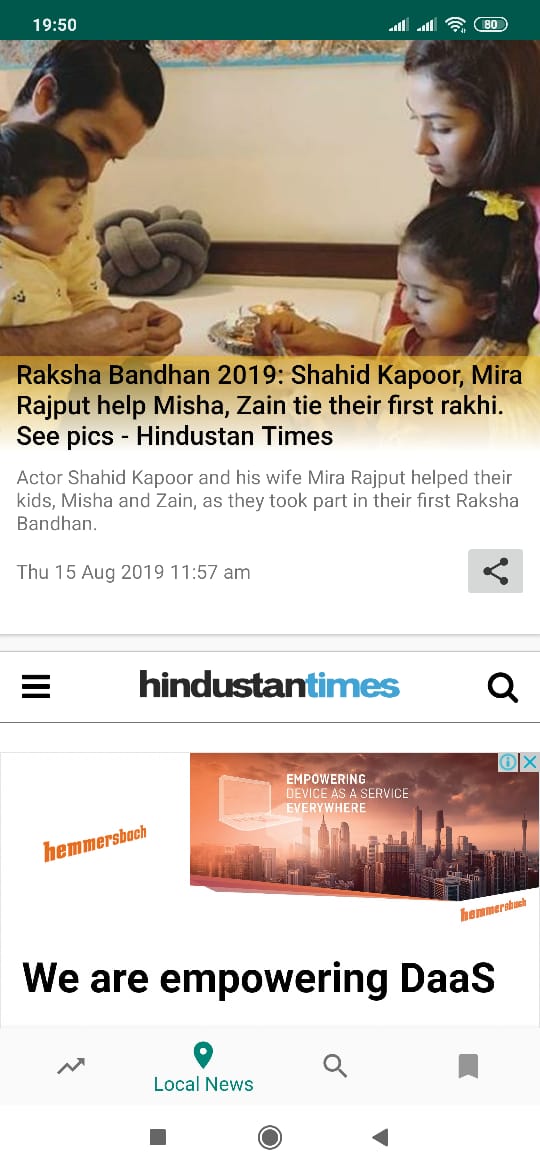 19:50
80
Raksha Bandhan 2019: Shahid Kapoor, Mira
Rajput help Misha, Zain tie their first rakhi.
See pics - Hindustan Times
Actor Shahid Kapoor and his wife Mira Rajput helped their
kids, Misha and Zain, as they took part in their first Raksha
Bandhan.
Thu 15 Aug 2019 11:57 am
hindustantimes
EMPOWERING
DEVICE AS A SERVICE
EVERYWHERE
hemmersbach
hemmersbach
We are empowering DaaS
Local News